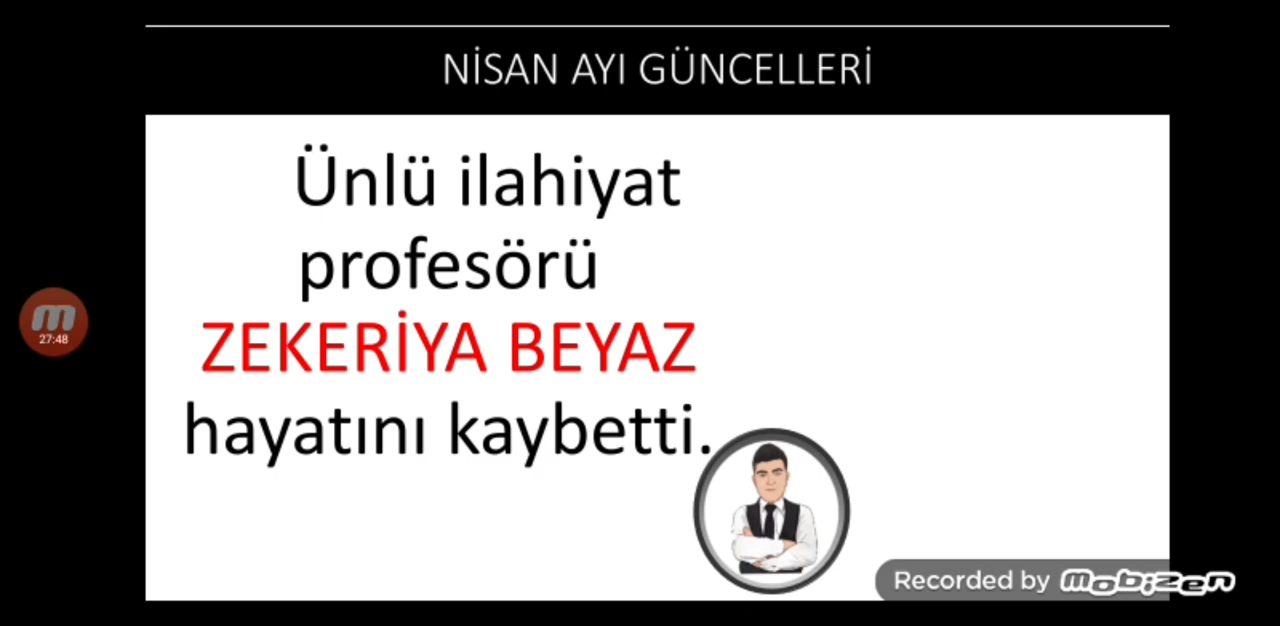 NİSAN AYI GÜNCELLERİ
Ünlü ilahiyat
profesörü
ZEKERİYA BEYAZ
hayatını kaybetti.
m
27:48
Recorded by mobizen